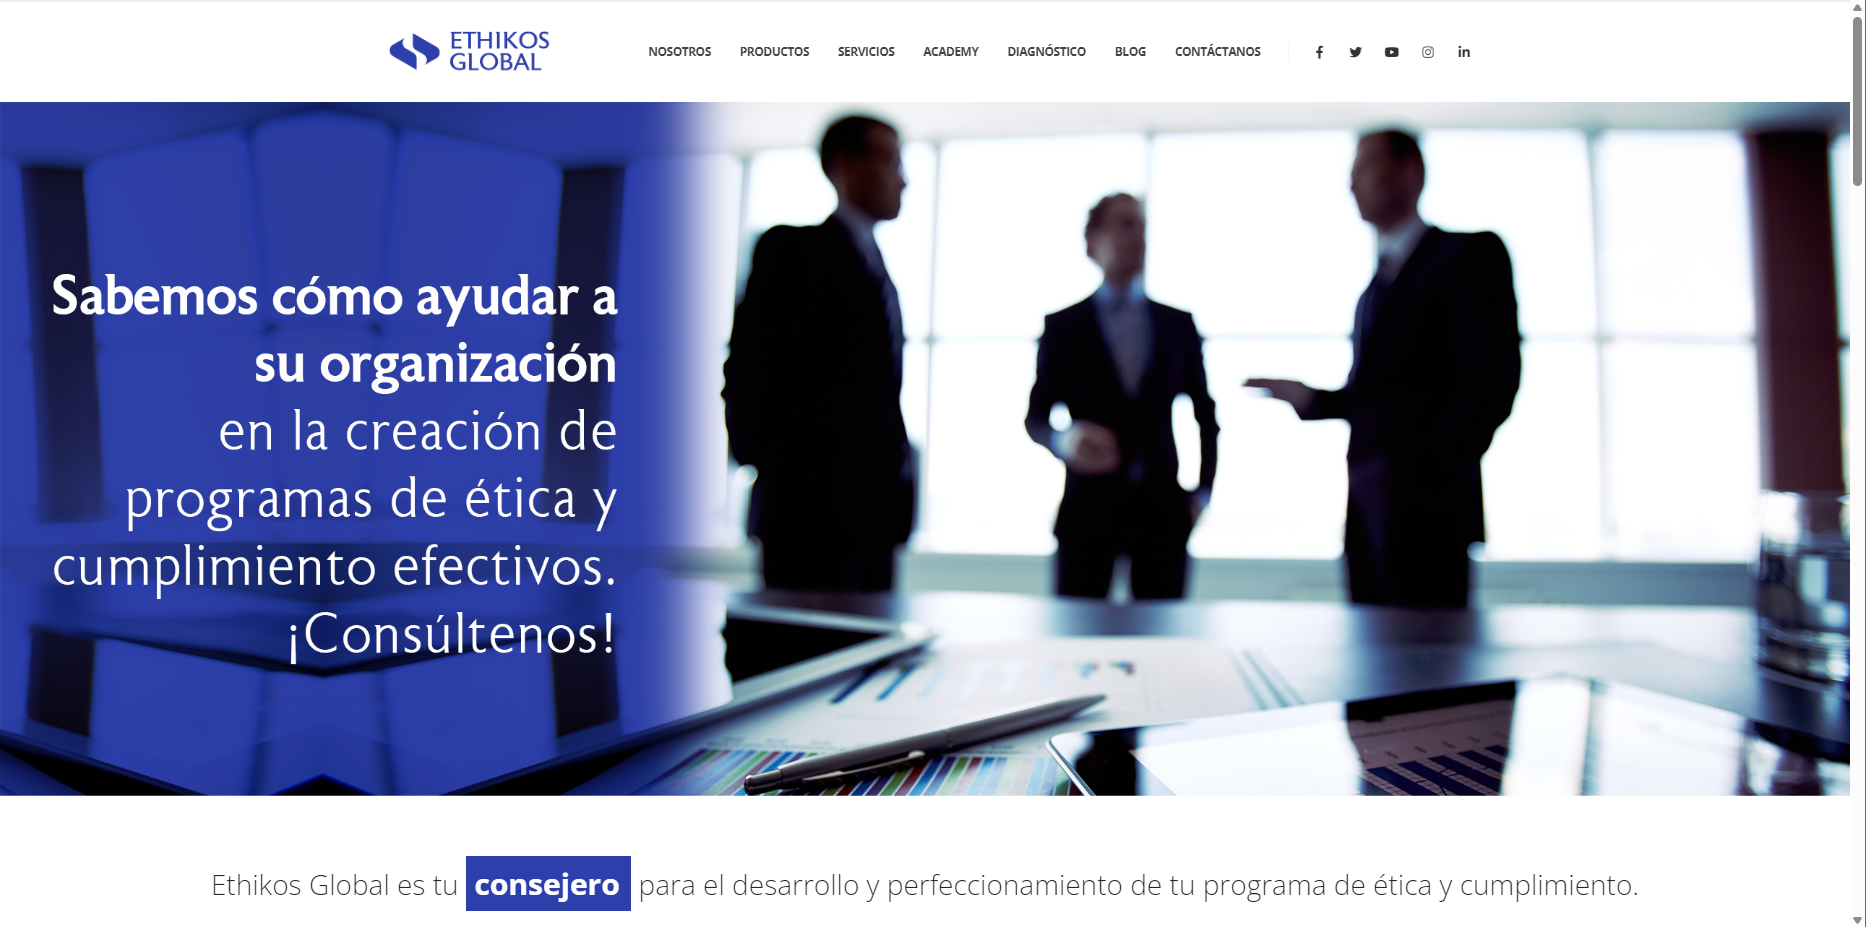 ETHIKOS
GLOBAL
NOSOTROS PRODUCTOS SERVICIOS ACADEMY DIAGNÓSTICO BLOG CONTÁCTANOS
Sabemos cómo ayudar a
su organización
en la creación de
programas de ética y
cumplimiento efectivos.
¡Consúltenos!
Ethikos Global es tu consejero para el desarrollo y perfeccionamiento de tu programa de ética y cumplimiento.